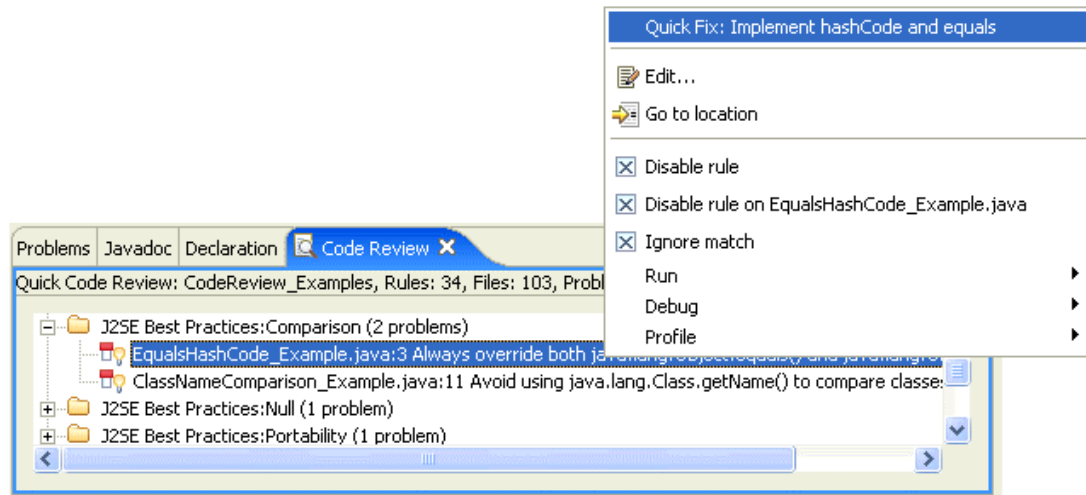 Quick Fix: Implement hashCode and equals
Edit...
Go to location
Disable rule
Disable rule on EqualsHashCode_Example.java
Ignore match
Run
Debug
Profile
Problems Javadoc Declaration Code Review
Quick Code Review: CodeReview_Examples, Rules: 34, Files: 103, Probl
J2SE Best Practices:Comparison (2 problems)
EqualsHashCode_Example.java:3 Always override both
ClassNameComparison_Example.java:11 Avoid using java.lang.Class.getName() to compare classes
J2SE Best Practices:Null (1 problem)
J2SE Best Practices:Portability (1 problem)